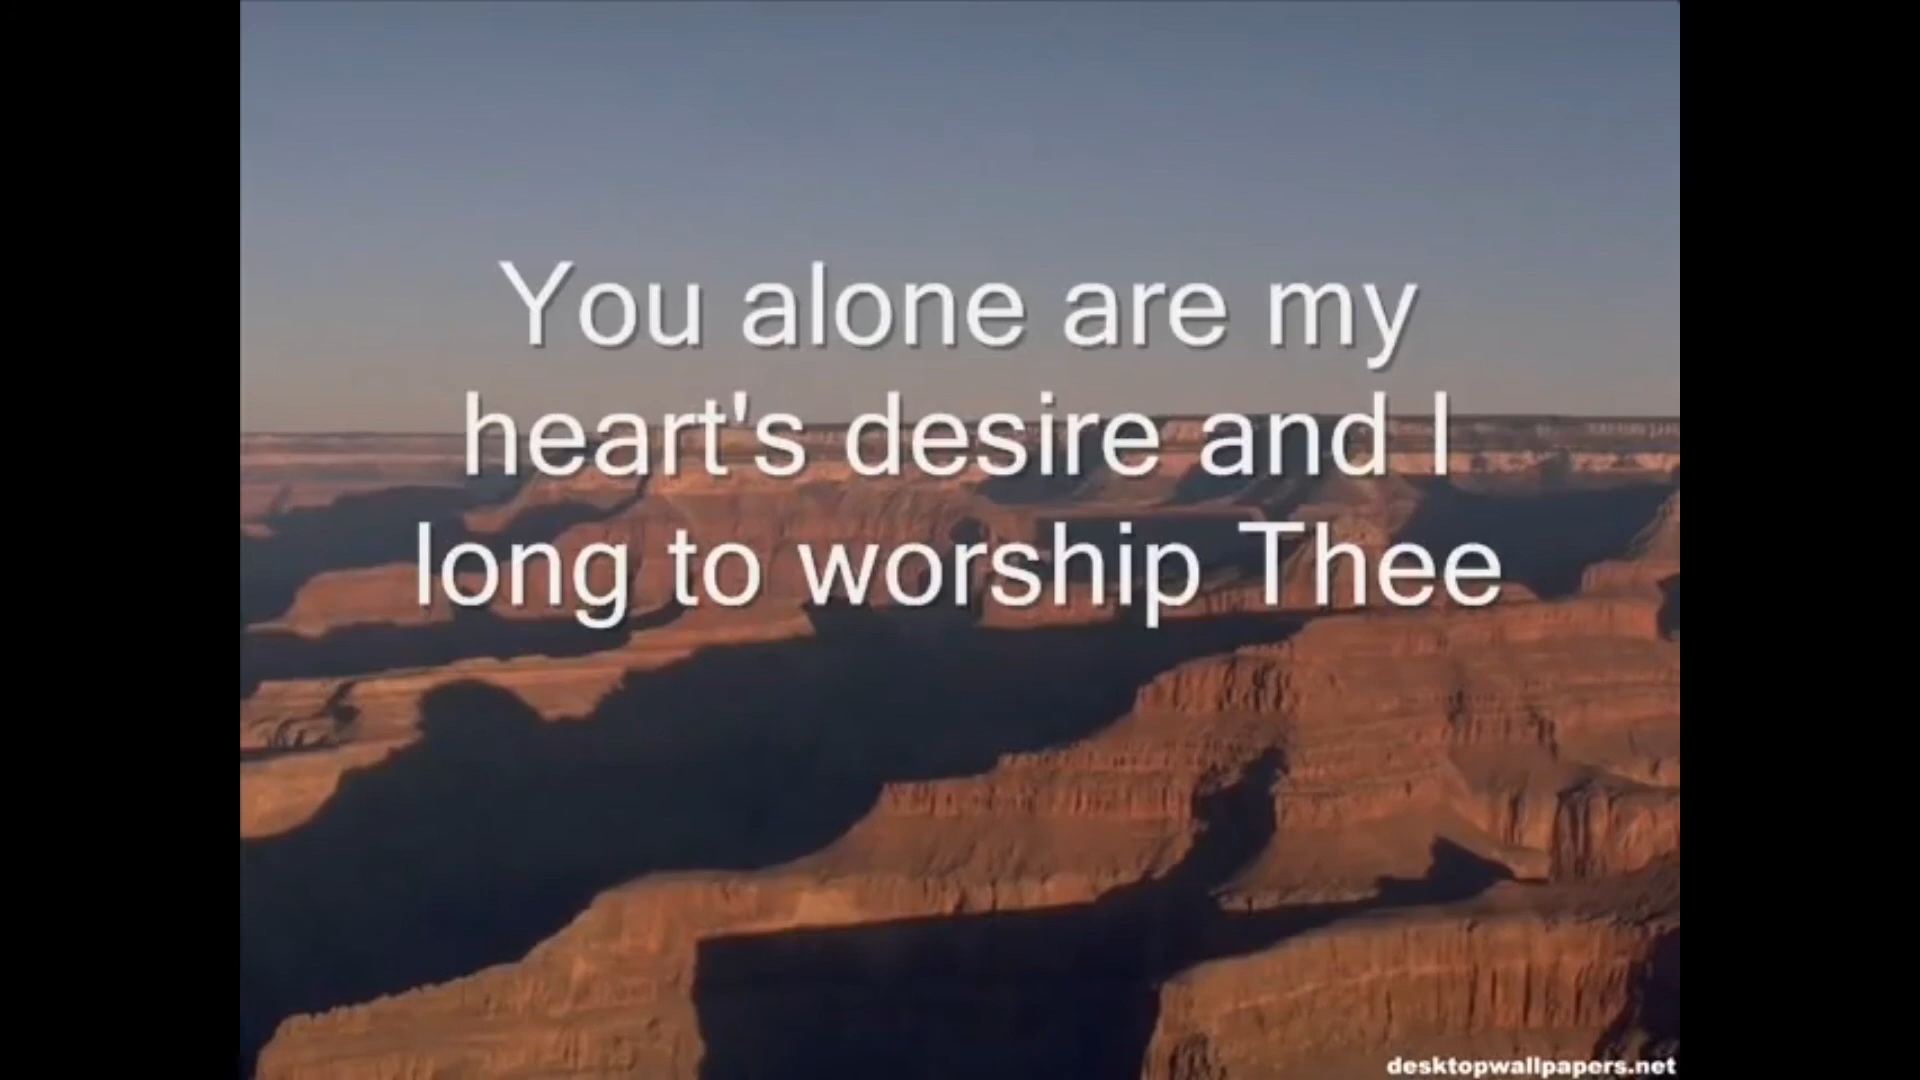 You alone are my
heart's desire and I
long to worship Thee
desktopwallpapers.net